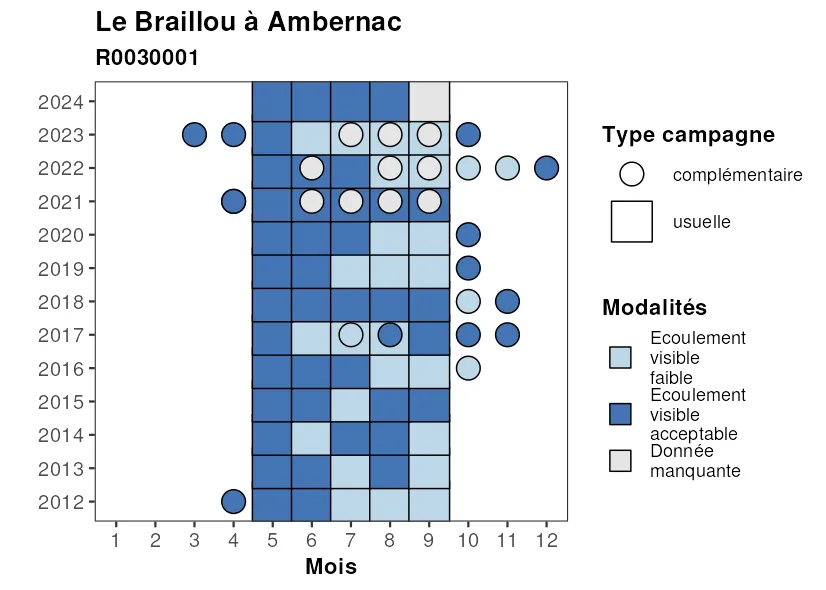 Le Braillou à Ambernac
R0030001
2024
2023
2022
2021
2020
2019
2018
2017
2016
2015
2014
2013
2012
1 2 3 4 5 6 7 8 9 10 11 12
Mois
Type campagne
complémentaire
usuelle
Modalités
Ecoulement
visible
faible
Ecoulement
visible
acceptable
Donnée
manquante